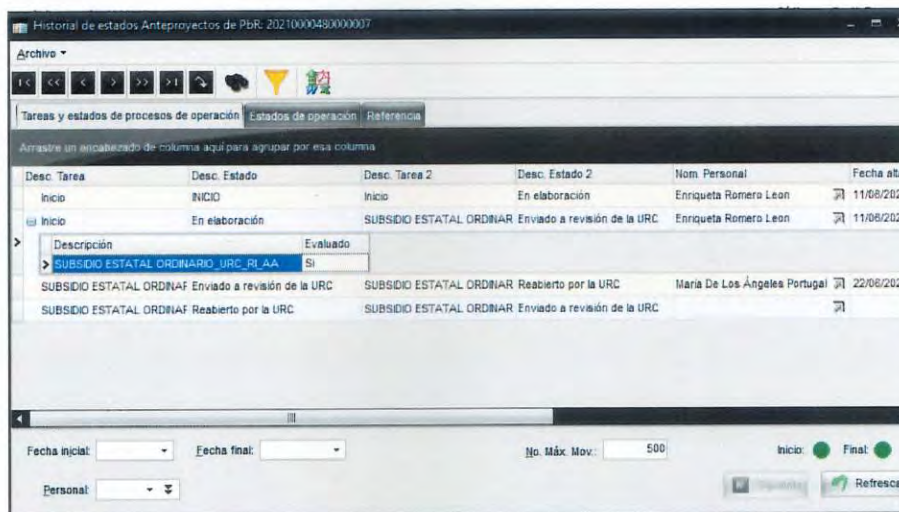 Historial de estados Anteproyectos de PbR: 20210000480000007
Archivo
Tareas y estados de procesos de operación Estados de operación Referencia
Arrastre un encabezado de columna aquí para agrupar por esa columna
Desc. Tarea Desc. Estado Desc. Tarea 2 Desc. Estado 2 Nom. Personal Fecha alta
Inicio INICIO Inicio En elaboración Enriqueta Romero Leon 11/06/202
Inicio En elaboración SUBSIDIO ESTATAL ORDINAR Enviado a revisión de la URC Enriqueta Romero Leon 11/06/202
Descripción Evaluado
SUBSIDIO ESTATAL ORDINARIO_URC_RI_AA Si
SUBSIDIO ESTATAL ORDINAR Enviado a revisión de la URC SUBSIDIO ESTATAL ORDINAR Reabierto por la URC María De Los Ángeles Portugal 22/06/202
SUBSIDIO ESTATAL ORDINAR Reabierto por la URC SUBSIDIO ESTATAL ORDINAR Enviado a revisión de la URC
Fecha inicial: Fecha final: No. Máx. Mov.: 500 Inicio: Final:
Personal: Refresca